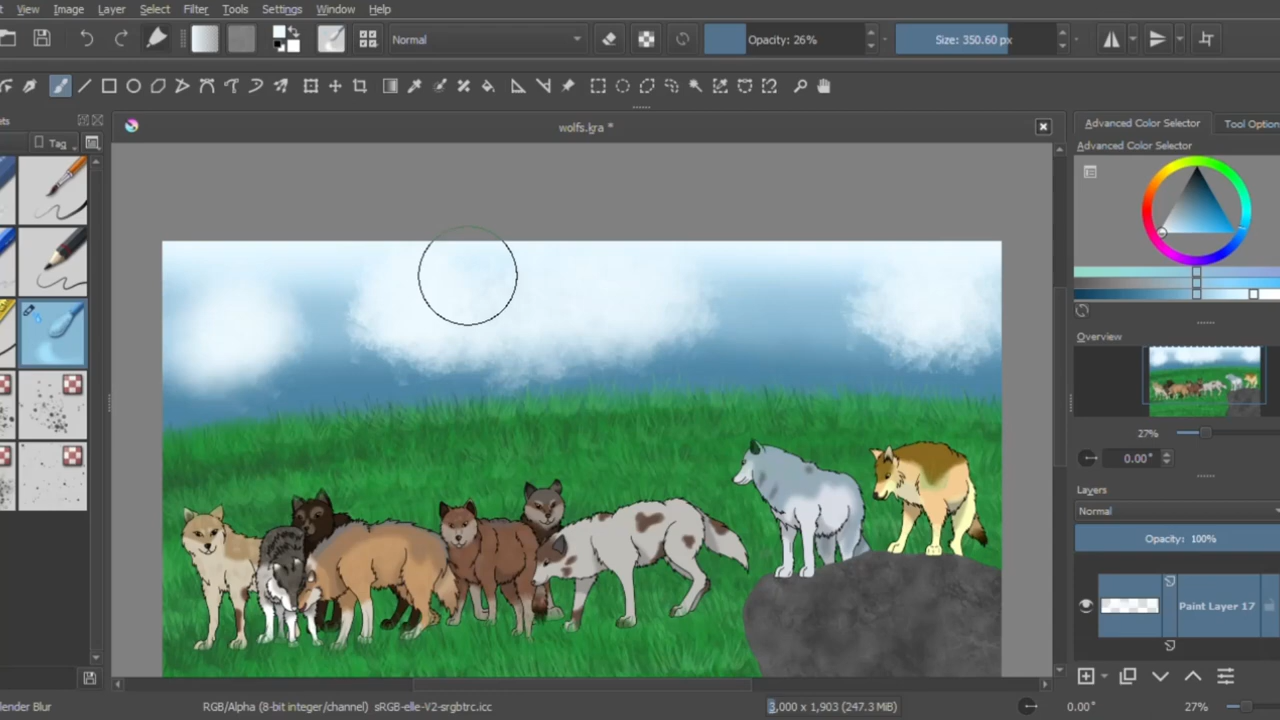 View Image Layer Select Filter Tools Settings Window Help
Normal Opacity: 26% Size: 350.60 px
wolfs.kra *
Tag
Advanced Color Selector Tool Option
Advanced Color Selector
Overview
27%
0.00°
Layers
Normal
Opacity: 100%
Paint Layer 17
lender Blur RGB/Alpha (8-bit integer/channel) sRGB-elle-V2-srgbtrc.icc 3,000 x 1,903 (247.3 MiB) 0.00° 27%